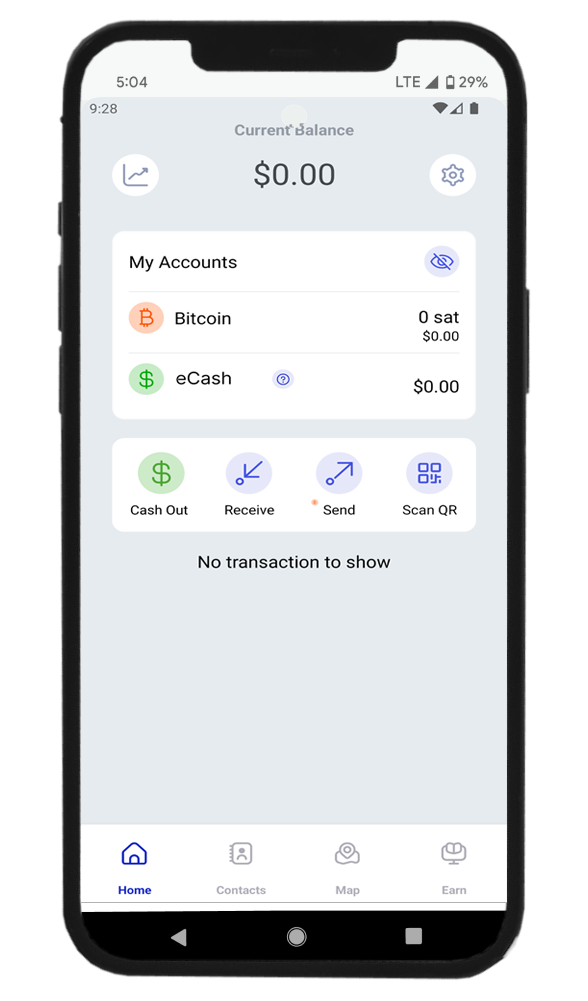 5:04 LTE 29%
9:28
Current Balance
$0.00
My Accounts
Bitcoin 0 sat
$0.00
eCash $0.00
Cash Out Receive Send Scan QR
No transaction to show
Home Contacts Map Earn